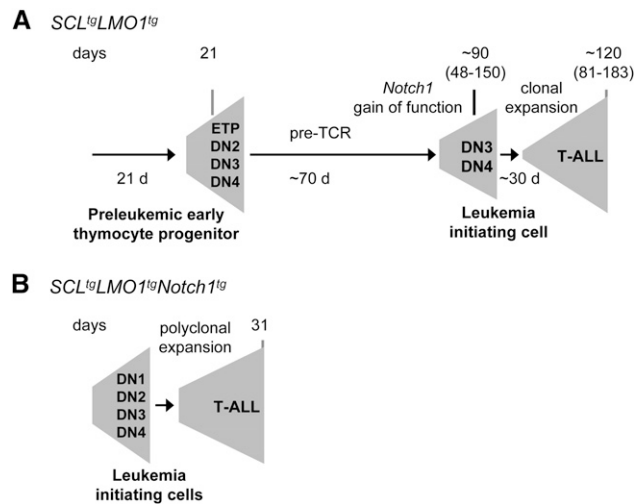 A SCLtgLMO1tg
days 21 ~90 ~120
(48-150) (81-183)
Notch1 clonal
gain of function expansion
ETP
DN2
DN3
DN4
pre-TCR
DN3
DN4
T-ALL
21 d ~70 d ~30 d
Preleukemic early
thymocyte progenitor
Leukemia
initiating cell
B SCLtgLMO1tgNotch1tg
days polyclonal 31
expansion
DN1
DN2
DN3
DN4
T-ALL
Leukemia
initiating cells